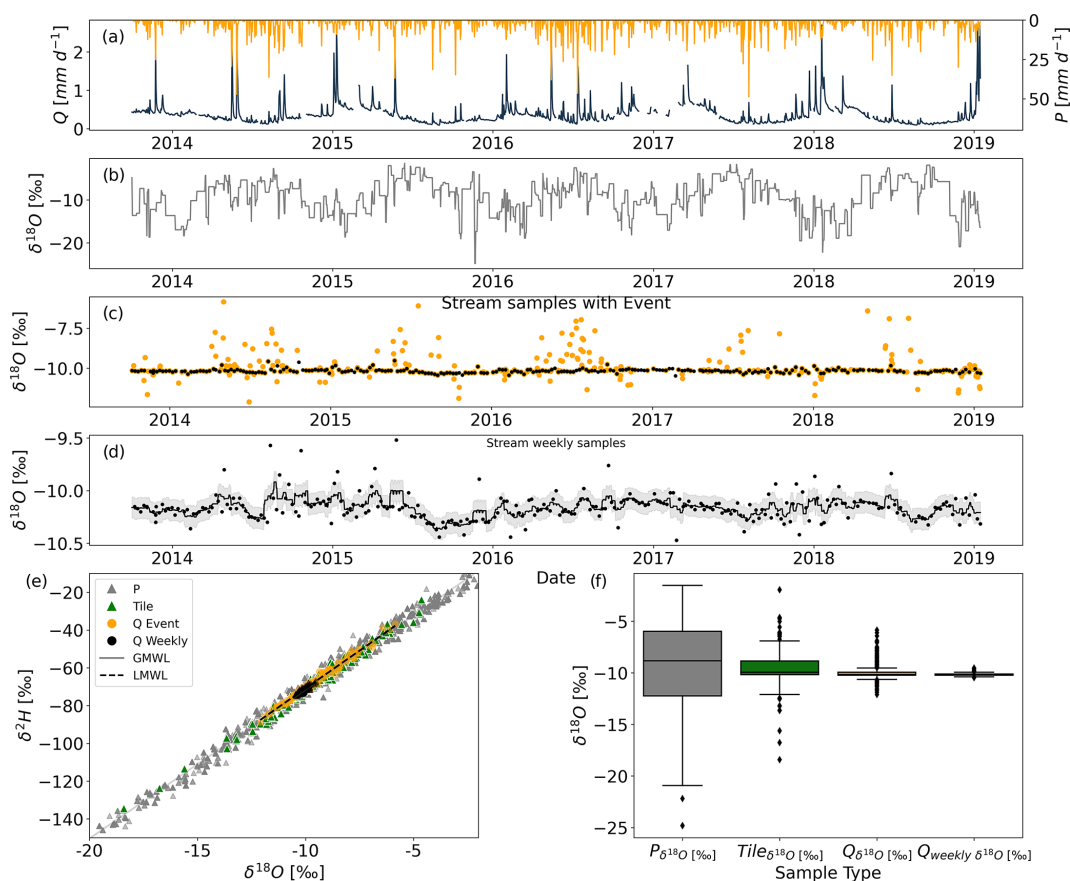 (a)
Q [mm d⁻¹]
2
1
0
0
25
50
P [mm d⁻¹]
2014 2015 2016 2017 2018 2019
(b)
δ¹⁸O [‰]
−10
−20
2014 2015 2016 2017 2018 2019
Stream samples with Event
(c)
δ¹⁸O [‰]
−7.5
−10.0
2014 2015 2016 2017 2018 2019
Stream weekly samples
(d)
δ¹⁸O [‰]
−9.5
−10.0
−10.5
2014 2015 2016 2017 2018 2019
Date
(e)
P
Tile
Q Event
Q Weekly
GMWL
LMWL
δ²H [‰]
−20
−40
−60
−80
−100
−120
−140
−20 −15 −10 −5
δ¹⁸O [‰]
(f)
δ¹⁸O [‰]
−5
−10
−15
−20
−25
P δ¹⁸O [‰] Tile δ¹⁸O [‰] Q δ¹⁸O [‰] Q weekly δ¹⁸O [‰]
Sample Type